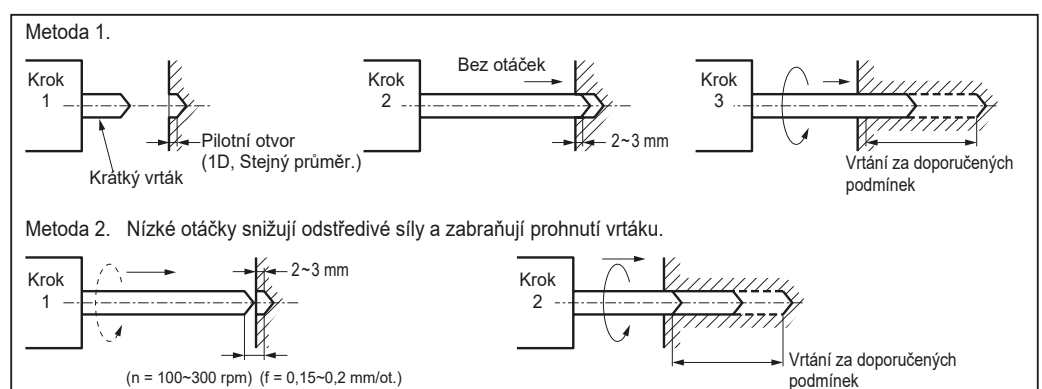 Metoda 1.
Krok
1
Pilotní otvor
(1D, Stejný průměr.)
Krátký vrták
Krok
2
Bez otáček
2~3 mm
Krok
3
Vrtání za doporučených
podmínek
Metoda 2. Nízké otáčky snižují odstředivé síly a zabraňují prohnutí vrtáku.
Krok
1
2~3 mm
(n = 100~300 rpm) (f = 0,15~0,2 mm/ot.)
Krok
2
Vrtání za doporučených
podmínek